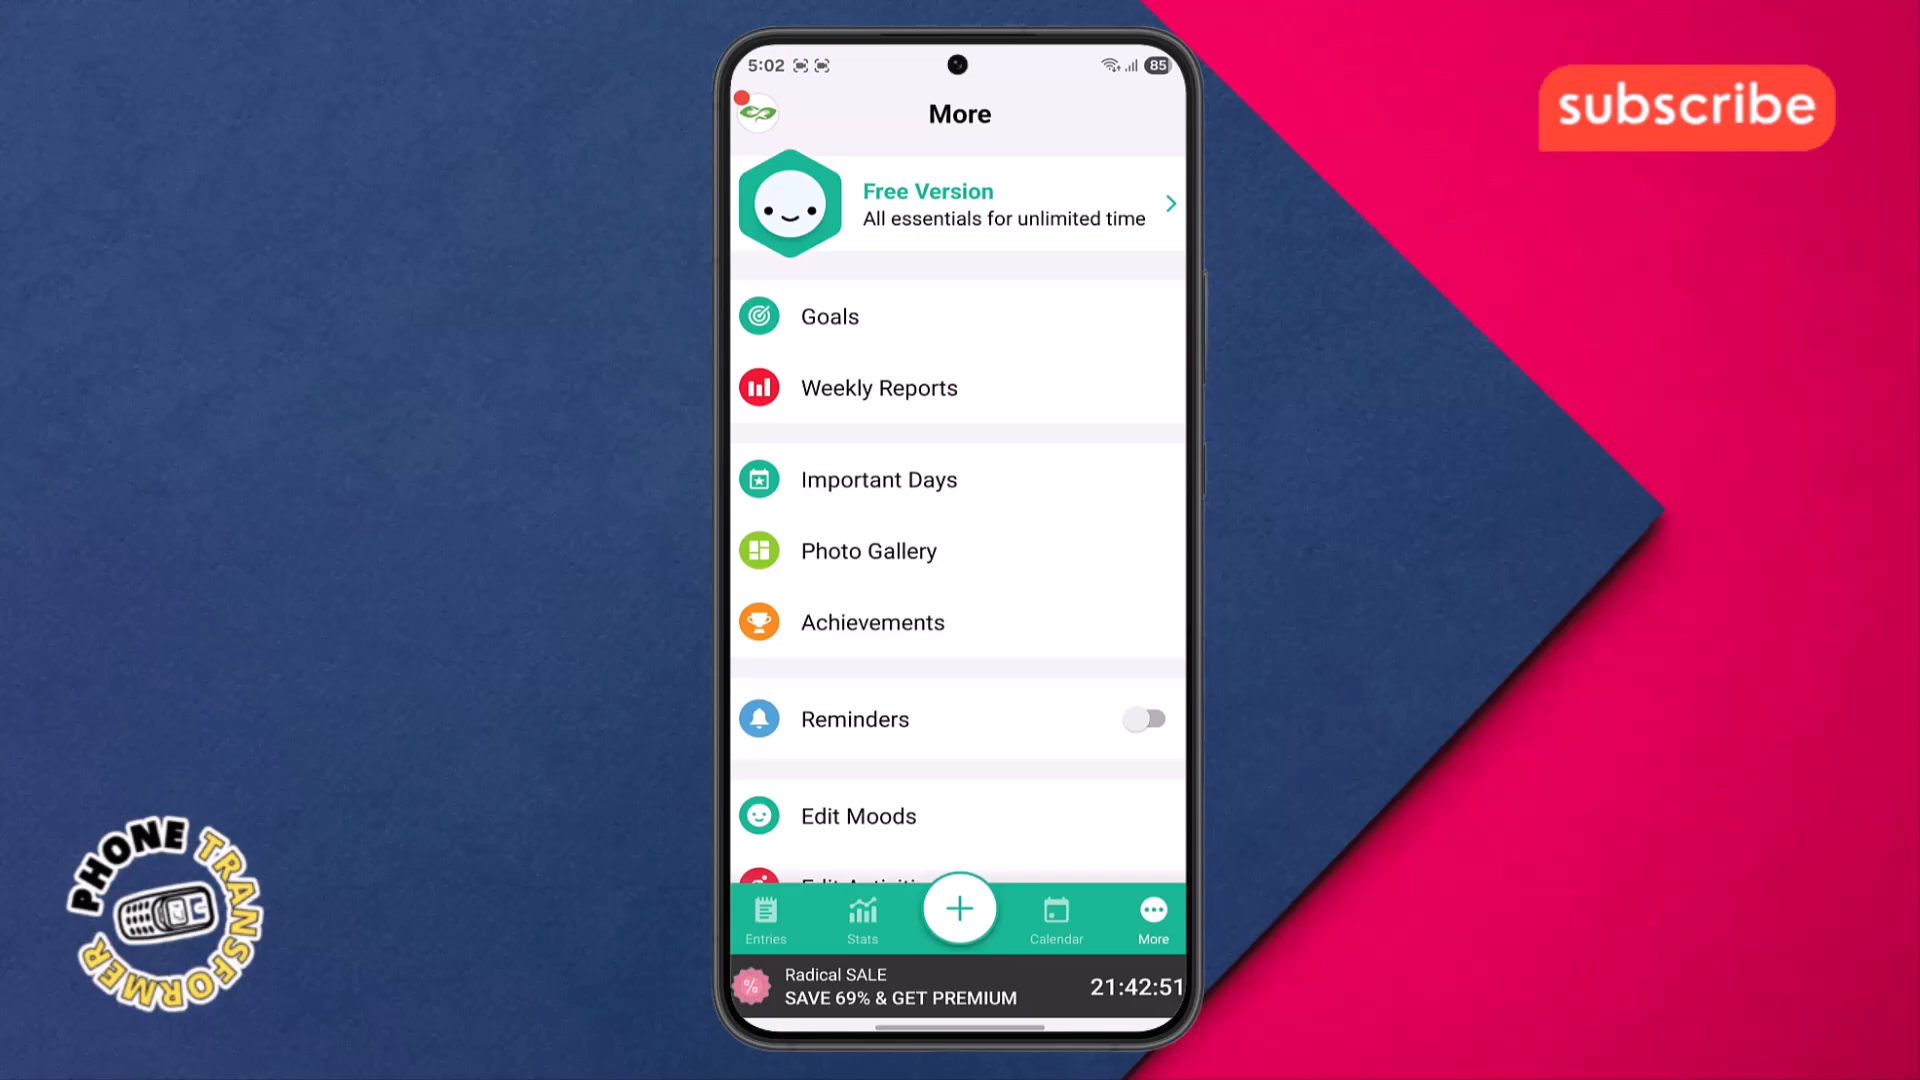 5:02
85
More
Free Version
All essentials for unlimited time
Goals
Weekly Reports
Important Days
Photo Gallery
Achievements
Reminders
Edit Moods
Entries
Stats
Calendar
More
Radical SALE
SAVE 69% & GET PREMIUM
21:42:51
subscribe
PHONE TRANSFORMER